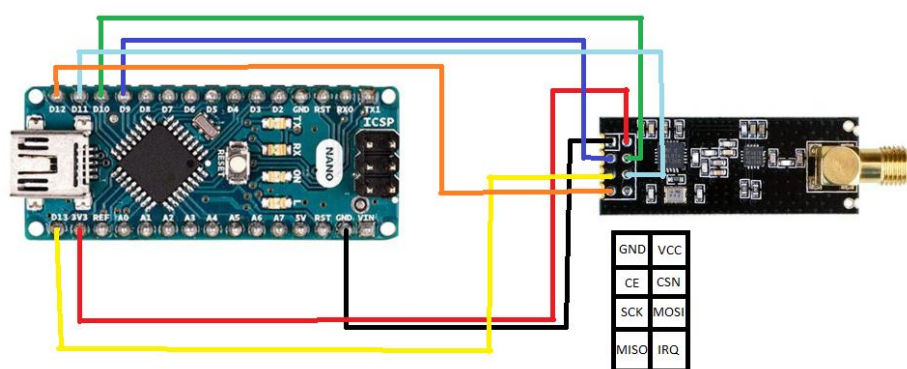 D12 D11 D10 D9 D8 D7 D6 D5 D4 D3 D2 GND RST RX0 TX1
ICSP
TX
RX
ON
L
RESET
NANO
D13 3V3 REF A0 A1 A2 A3 A4 A5 A6 A7 5V RST GND VIN
GND VCC
CE CSN
SCK MOSI
MISO IRQ